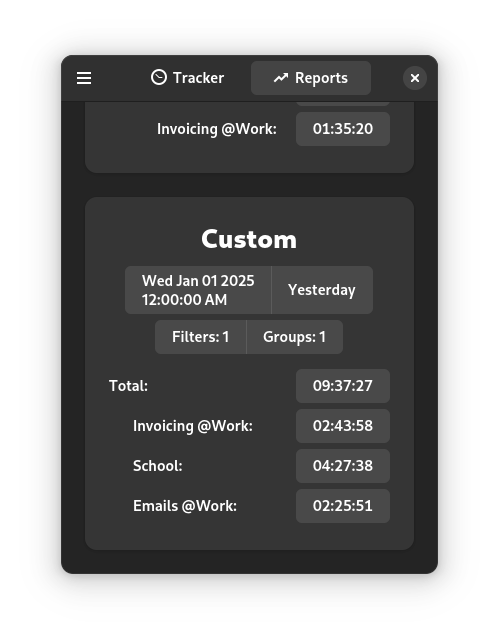 Tracker
Reports
Invoicing @Work:
01:35:20
Custom
Wed Jan 01 2025
12:00:00 AM
Yesterday
Filters: 1
Groups: 1
Total:
09:37:27
Invoicing @Work:
02:43:58
School:
04:27:38
Emails @Work:
02:25:51